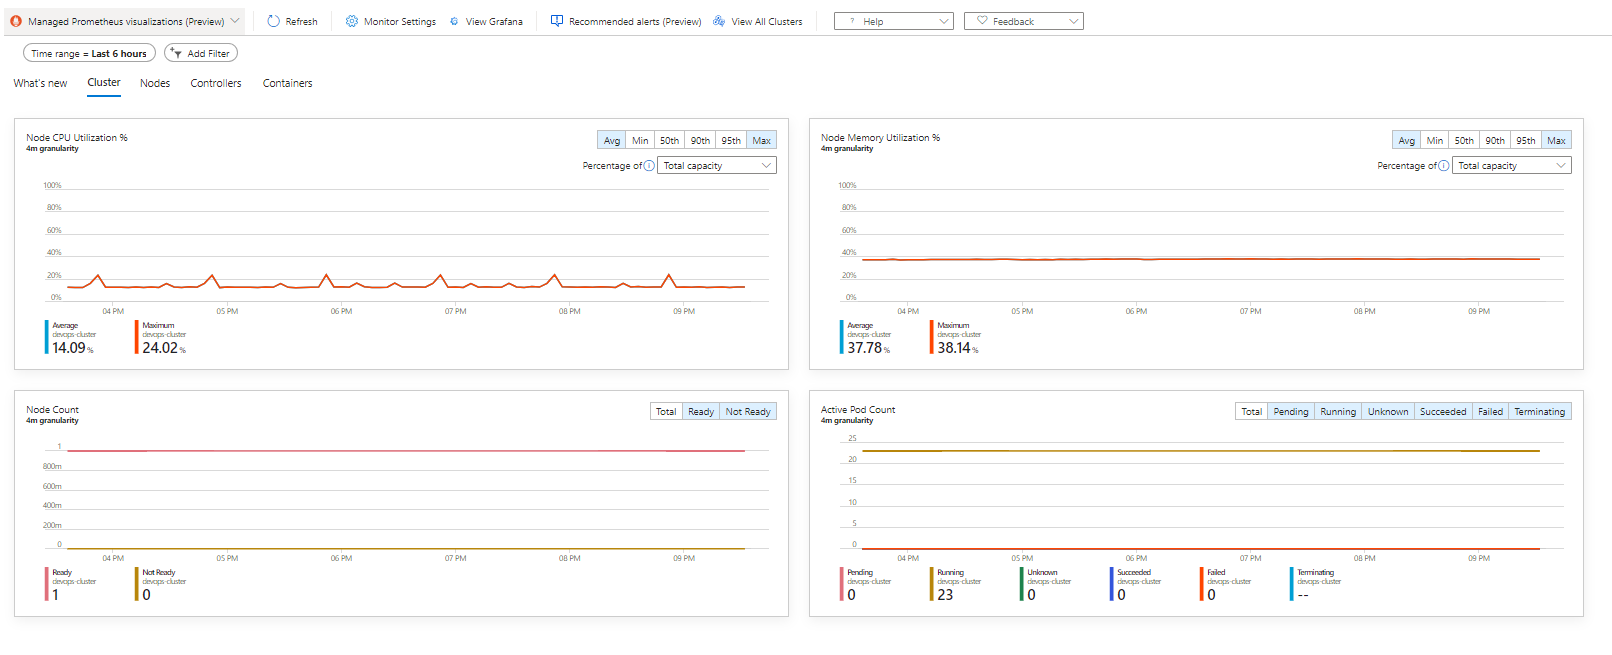 Managed Prometheus visualizations (Preview) Refresh Monitor Settings View Grafana Recommended alerts (Preview) View All Clusters ? Help Feedback
Time range = Last 6 hours Add Filter
What's new Cluster Nodes Controllers Containers
Node CPU Utilization %
4m granularity
Avg Min 50th 90th 95th Max
Percentage of Total capacity
100%
80%
60%
40%
20%
0%
04 PM 05 PM 06 PM 07 PM 08 PM 09 PM
Average Maximum
devops-cluster devops-cluster
14.09 % 24.02 %
Node Memory Utilization %
4m granularity
Avg Min 50th 90th 95th Max
Percentage of Total capacity
100%
80%
60%
40%
20%
0%
04 PM 05 PM 06 PM 07 PM 08 PM 09 PM
Average Maximum
devops-cluster devops-cluster
37.78 % 38.14 %
Node Count
4m granularity
Total Ready Not Ready
1
800m
600m
400m
200m
0
04 PM 05 PM 06 PM 07 PM 08 PM 09 PM
Ready Not Ready
devops-cluster devops-cluster
1 0
Active Pod Count
4m granularity
Total Pending Running Unknown Succeeded Failed Terminating
25
20
15
10
5
0
04 PM 05 PM 06 PM 07 PM 08 PM 09 PM
Pending Running Unknown Succeeded Failed Terminating
devops-cluster devops-cluster devops-cluster devops-cluster devops-cluster devops-cluster
0 23 0 0 0 --